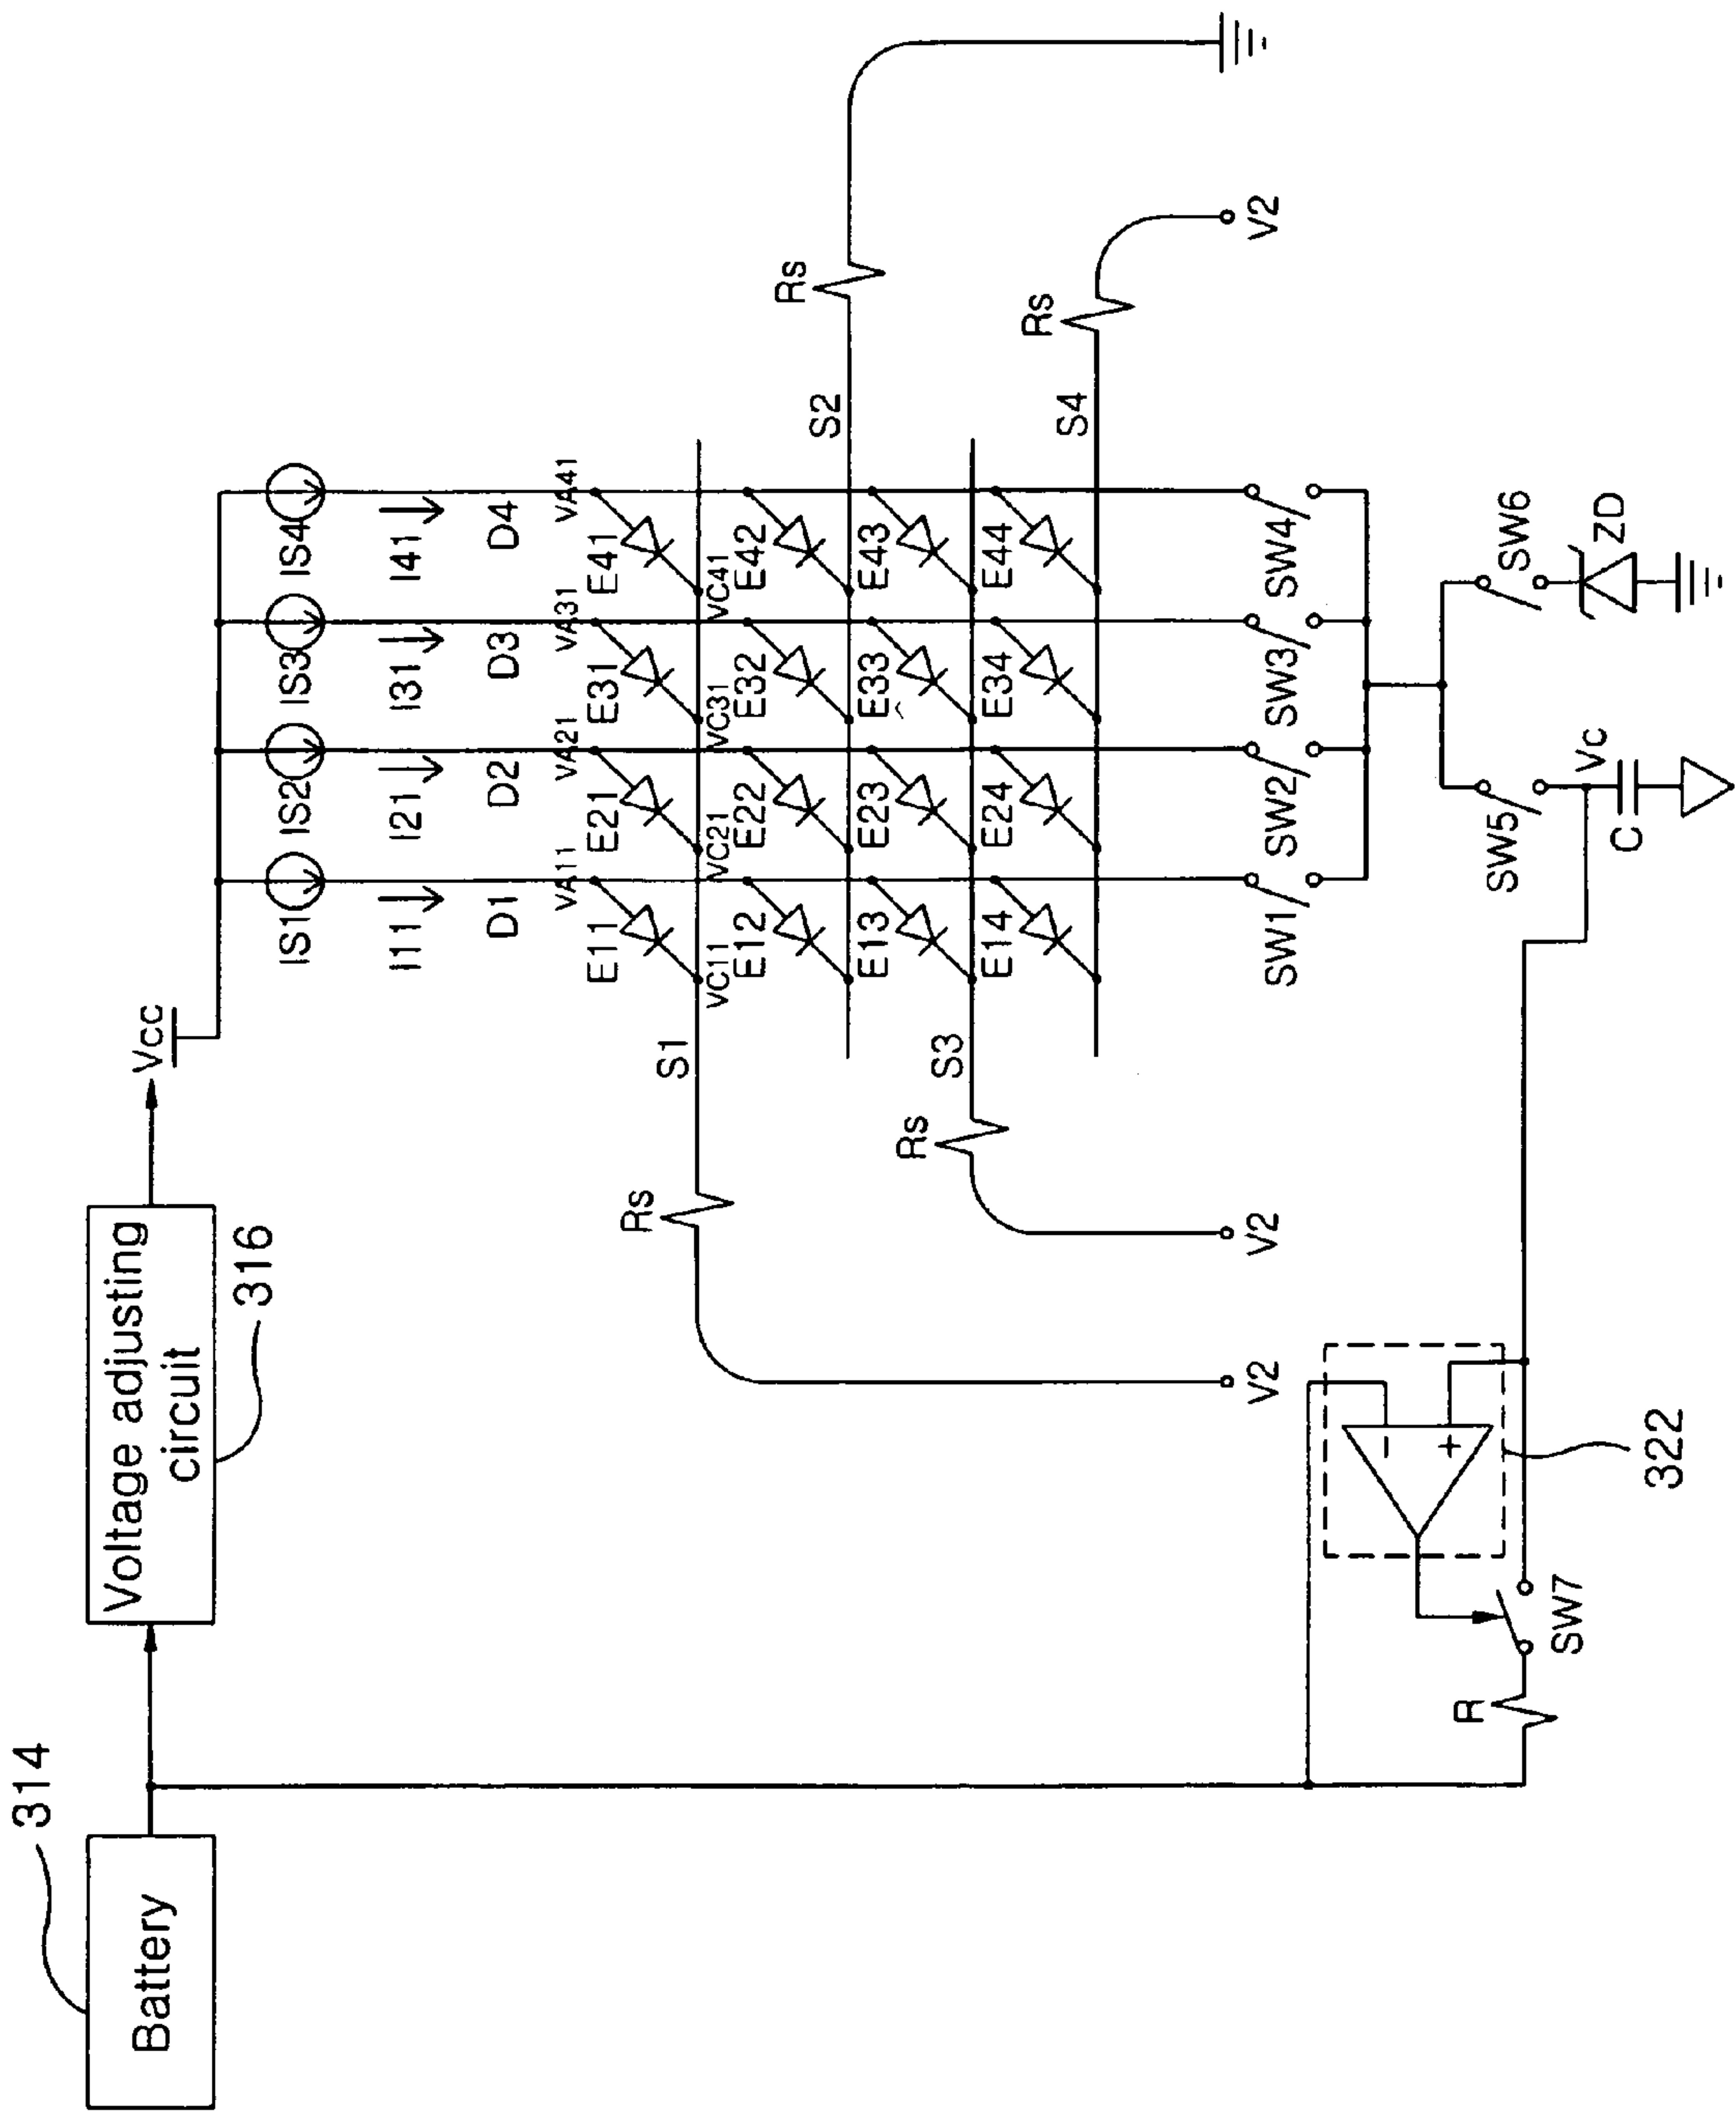 314
Battery
Voltage adjusting
circuit
316
Vcc
IS1
IS2
IS3
IS4
I11
I21
I31
I41
D1
D2
D3
D4
VA11
VA21
VA31
VA41
E11
E21
E31
E41
S1
Rs
VC11
VC21
VC31
VC41
E12
E22
E32
E42
S2
Rs
E13
E23
E33
E43
S3
Rs
E14
E24
E34
E44
S4
Rs
V2
V2
V2
SW1
SW2
SW3
SW4
SW5
SW6
Vc
C
ZD
-
+
322
R
SW7